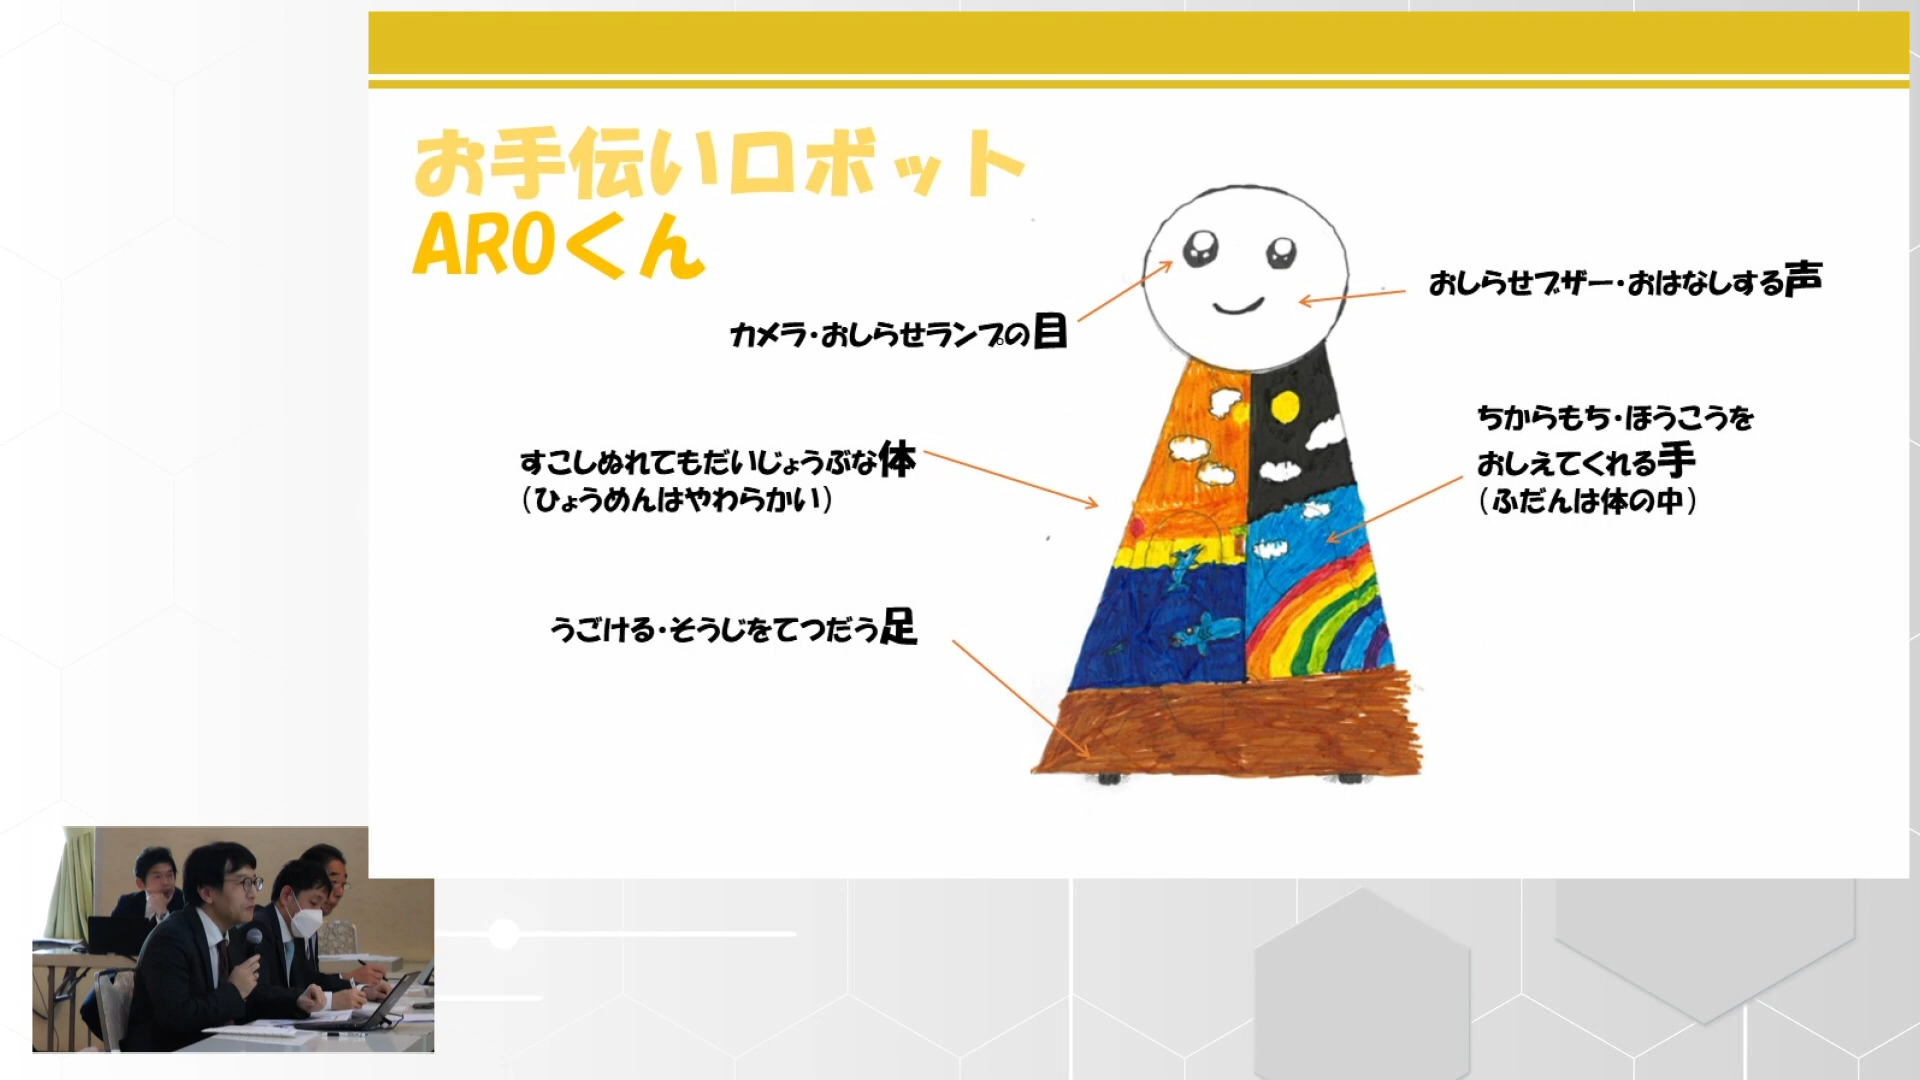 お手伝いロボット
AROくん
おしらせブザー・おはなしする声
カメラ・おしらせランプの目
ちからもち・ほうこうを
おしえてくれる手
（ふだんは体の中）
すこしぬれてもだいじょうぶな体
（ひょうめんはやわらかい）
うごける・そうじをてつだう足